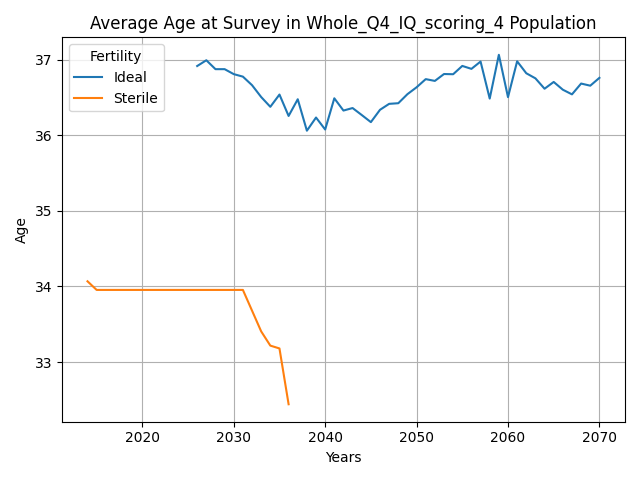 Average Age at Survey in Whole_Q4_IQ_scoring_4 Population
Fertility
Ideal
Sterile
37
36
35
34
33
Age
2020 2030 2040 2050 2060 2070
Years